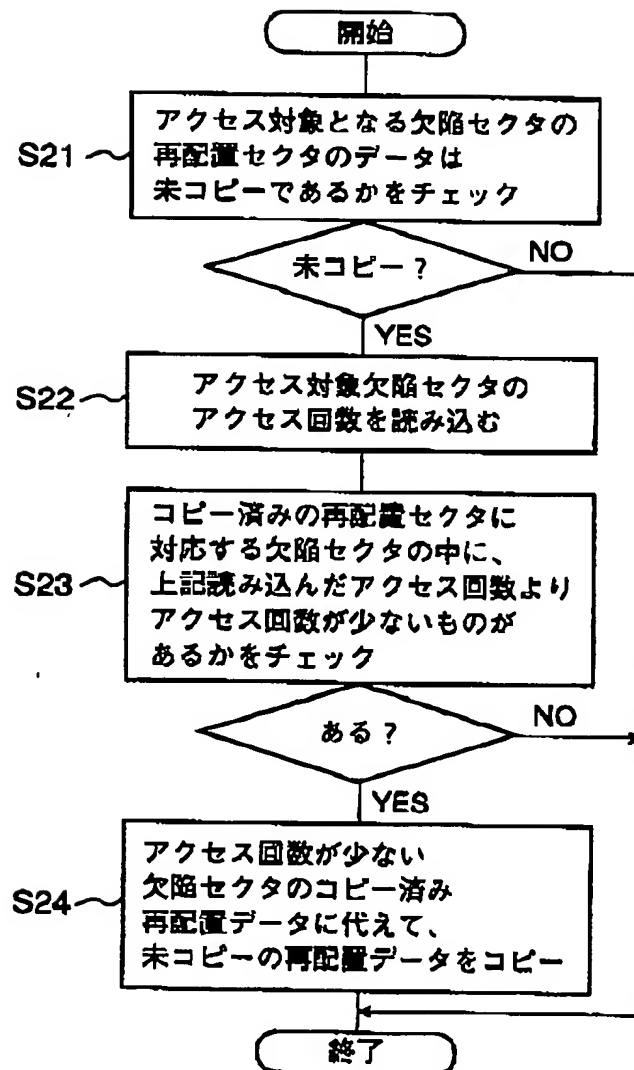 開始
S21
アクセス対象となる欠陥セクタの
再配置セクタのデータは
未コピーであるかをチェック
未コピー？
NO
YES
S22
アクセス対象欠陥セクタの
アクセス回数を読み込む
S23
コピー済みの再配置セクタに
対応する欠陥セクタの中に、
上記読み込んだアクセス回数より
アクセス回数が少ないものが
あるかをチェック
ある？
NO
YES
S24
アクセス回数が少ない
欠陥セクタのコピー済み
再配置データに代えて、
未コピーの再配置データをコピー
終了